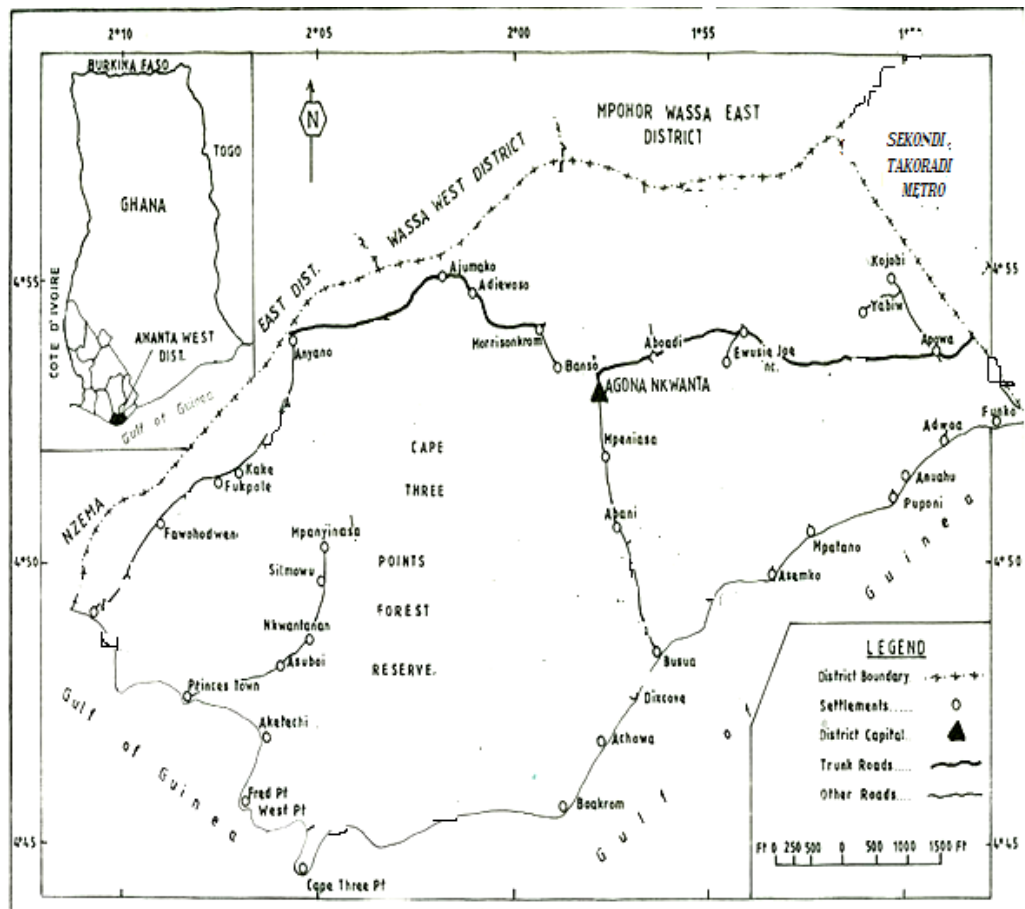 2°10 2°05 2°00 1°55
BURKINA FASO
TOGO
GHANA
COTE D'IVOIRE
AHANTA WEST
DIST.
Gulf of Guinea
N
MPOHOR WASSA EAST
DISTRICT
SEKONDI
TAKORADI
METRO
WASSA WEST DISTRICT
NZEMA EAST DIST.
4°55 4°55
Ajumako
Adiewoso
Kojobi
Yabiw
Anyano
Morrisonkrom
Banso
Aboadi
Ewusie Joe
Apowa
AGONA NKWANTA
Funko
Adwoa
Mpeniasa
CAPE
THREE
POINTS
FOREST
RESERVE
Kake
Fukpole
Anuahu
Puponi
Fawohodwen
Abani
Mpanyinasa
Mpatano
4°50 4°50
Silmowu
Asemko
Nkwantanan
Asuboi
Busua
Princes Town
Dixcove
Gulf of Guinea
Aketechi
Achowa
Fred Pt
West Pt
Boakrom
4°45 4°45
Cape Three Pt
Gulf of Guinea
LEGEND
District Boundary
Settlements.....
District Capital.
Trunk Roads.....
Other Roads....
Ft 0 250 500 0 500 1000 1500 Ft